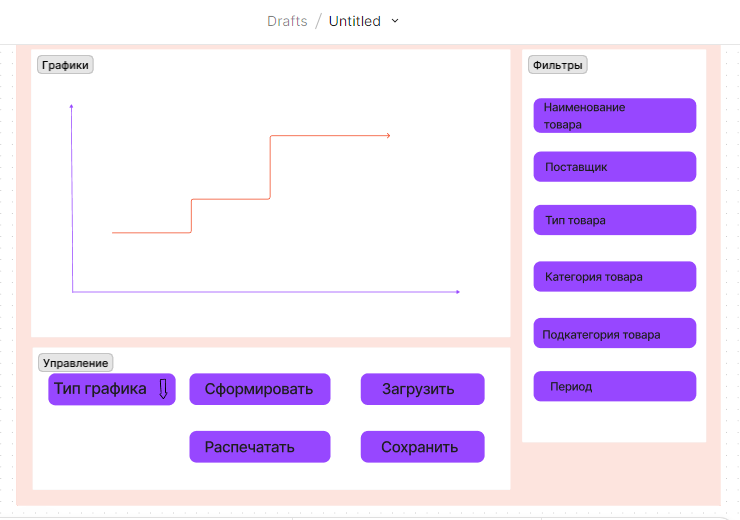 Drafts / Untitled
Графики
Фильтры
Наименование
товара
Поставщик
Тип товара
Категория товара
Подкатегория товара
Период
Управление
Тип графика
Сформировать
Загрузить
Распечатать
Сохранить